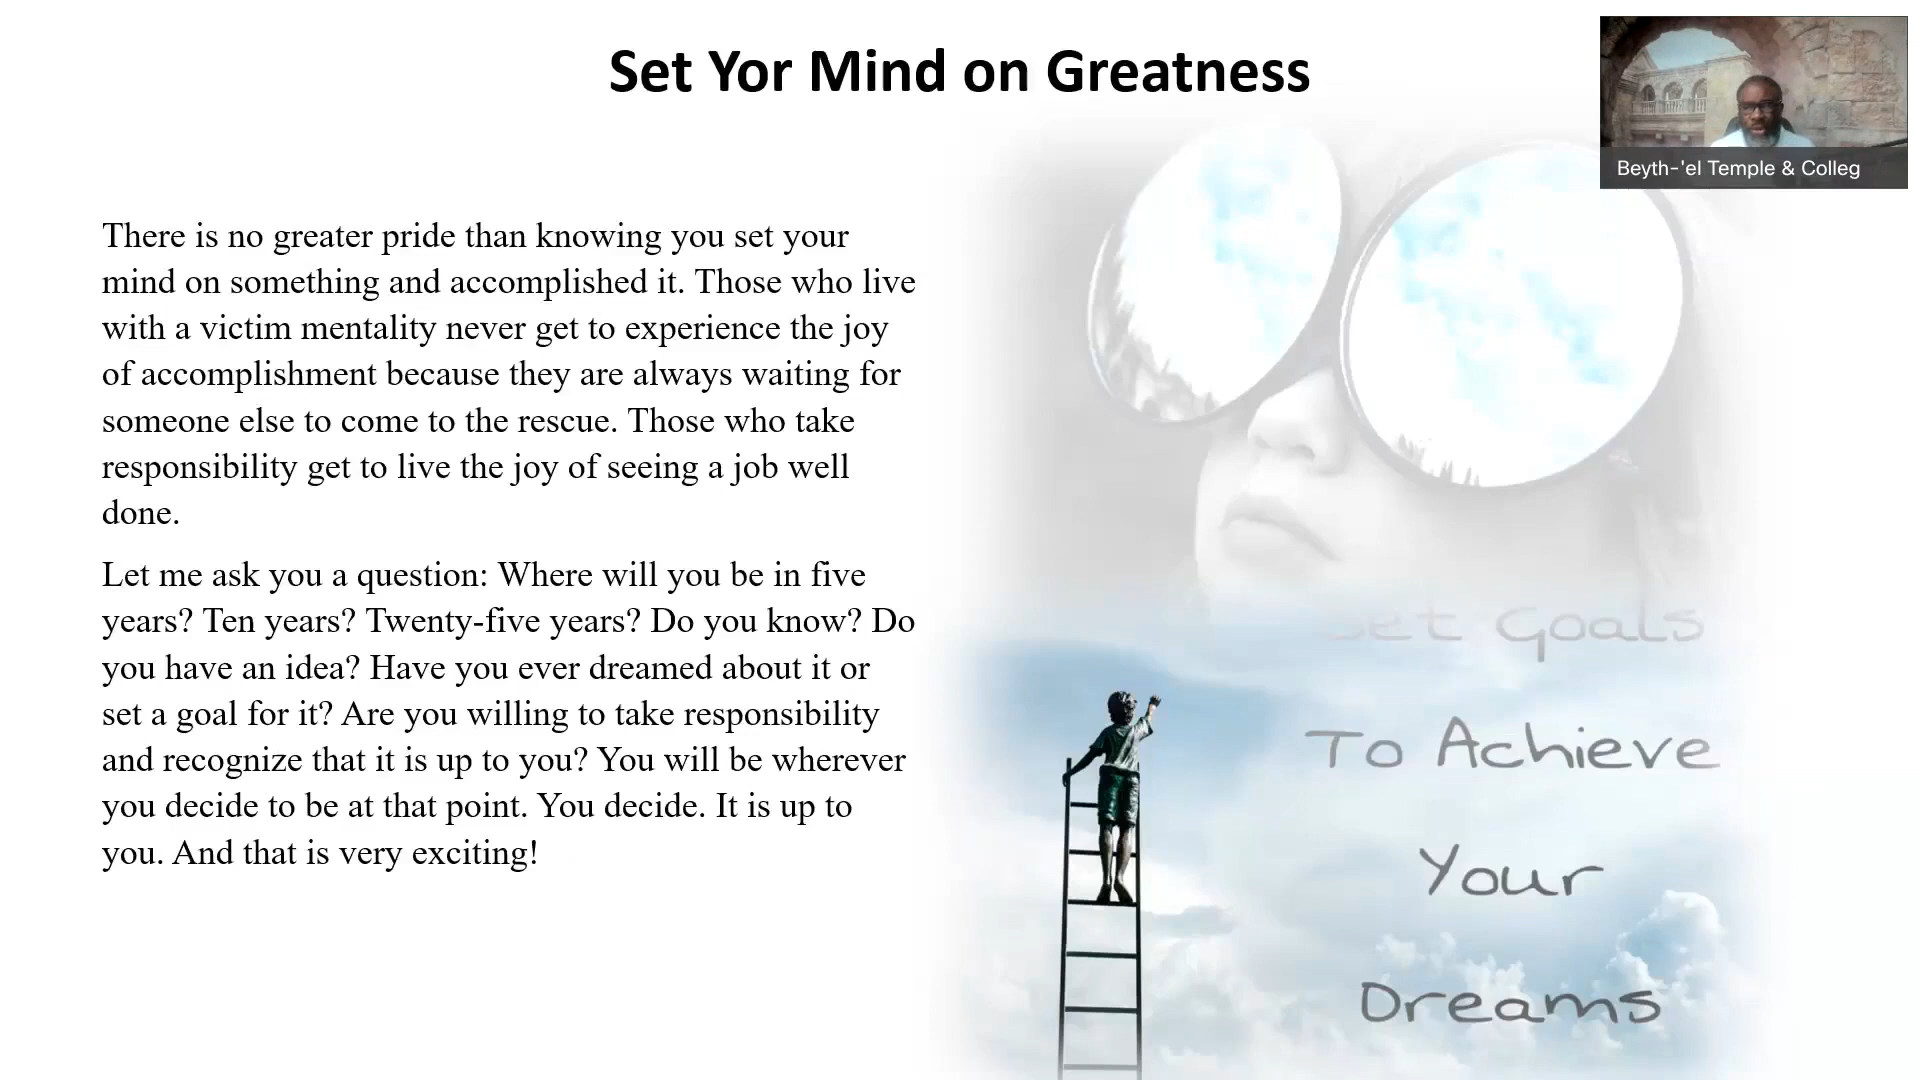 Set Yor Mind on Greatness
Beyth-'el Temple & Colleg
There is no greater pride than knowing you set your
mind on something and accomplished it. Those who live
with a victim mentality never get to experience the joy
of accomplishment because they are always waiting for
someone else to come to the rescue. Those who take
responsibility get to live the joy of seeing a job well
done.
Let me ask you a question: Where will you be in five
years? Ten years? Twenty-five years? Do you know? Do
you have an idea? Have you ever dreamed about it or
set a goal for it? Are you willing to take responsibility
and recognize that it is up to you? You will be wherever
you decide to be at that point. You decide. It is up to
you. And that is very exciting!
Set Goals
To Achieve
Your
Dreams